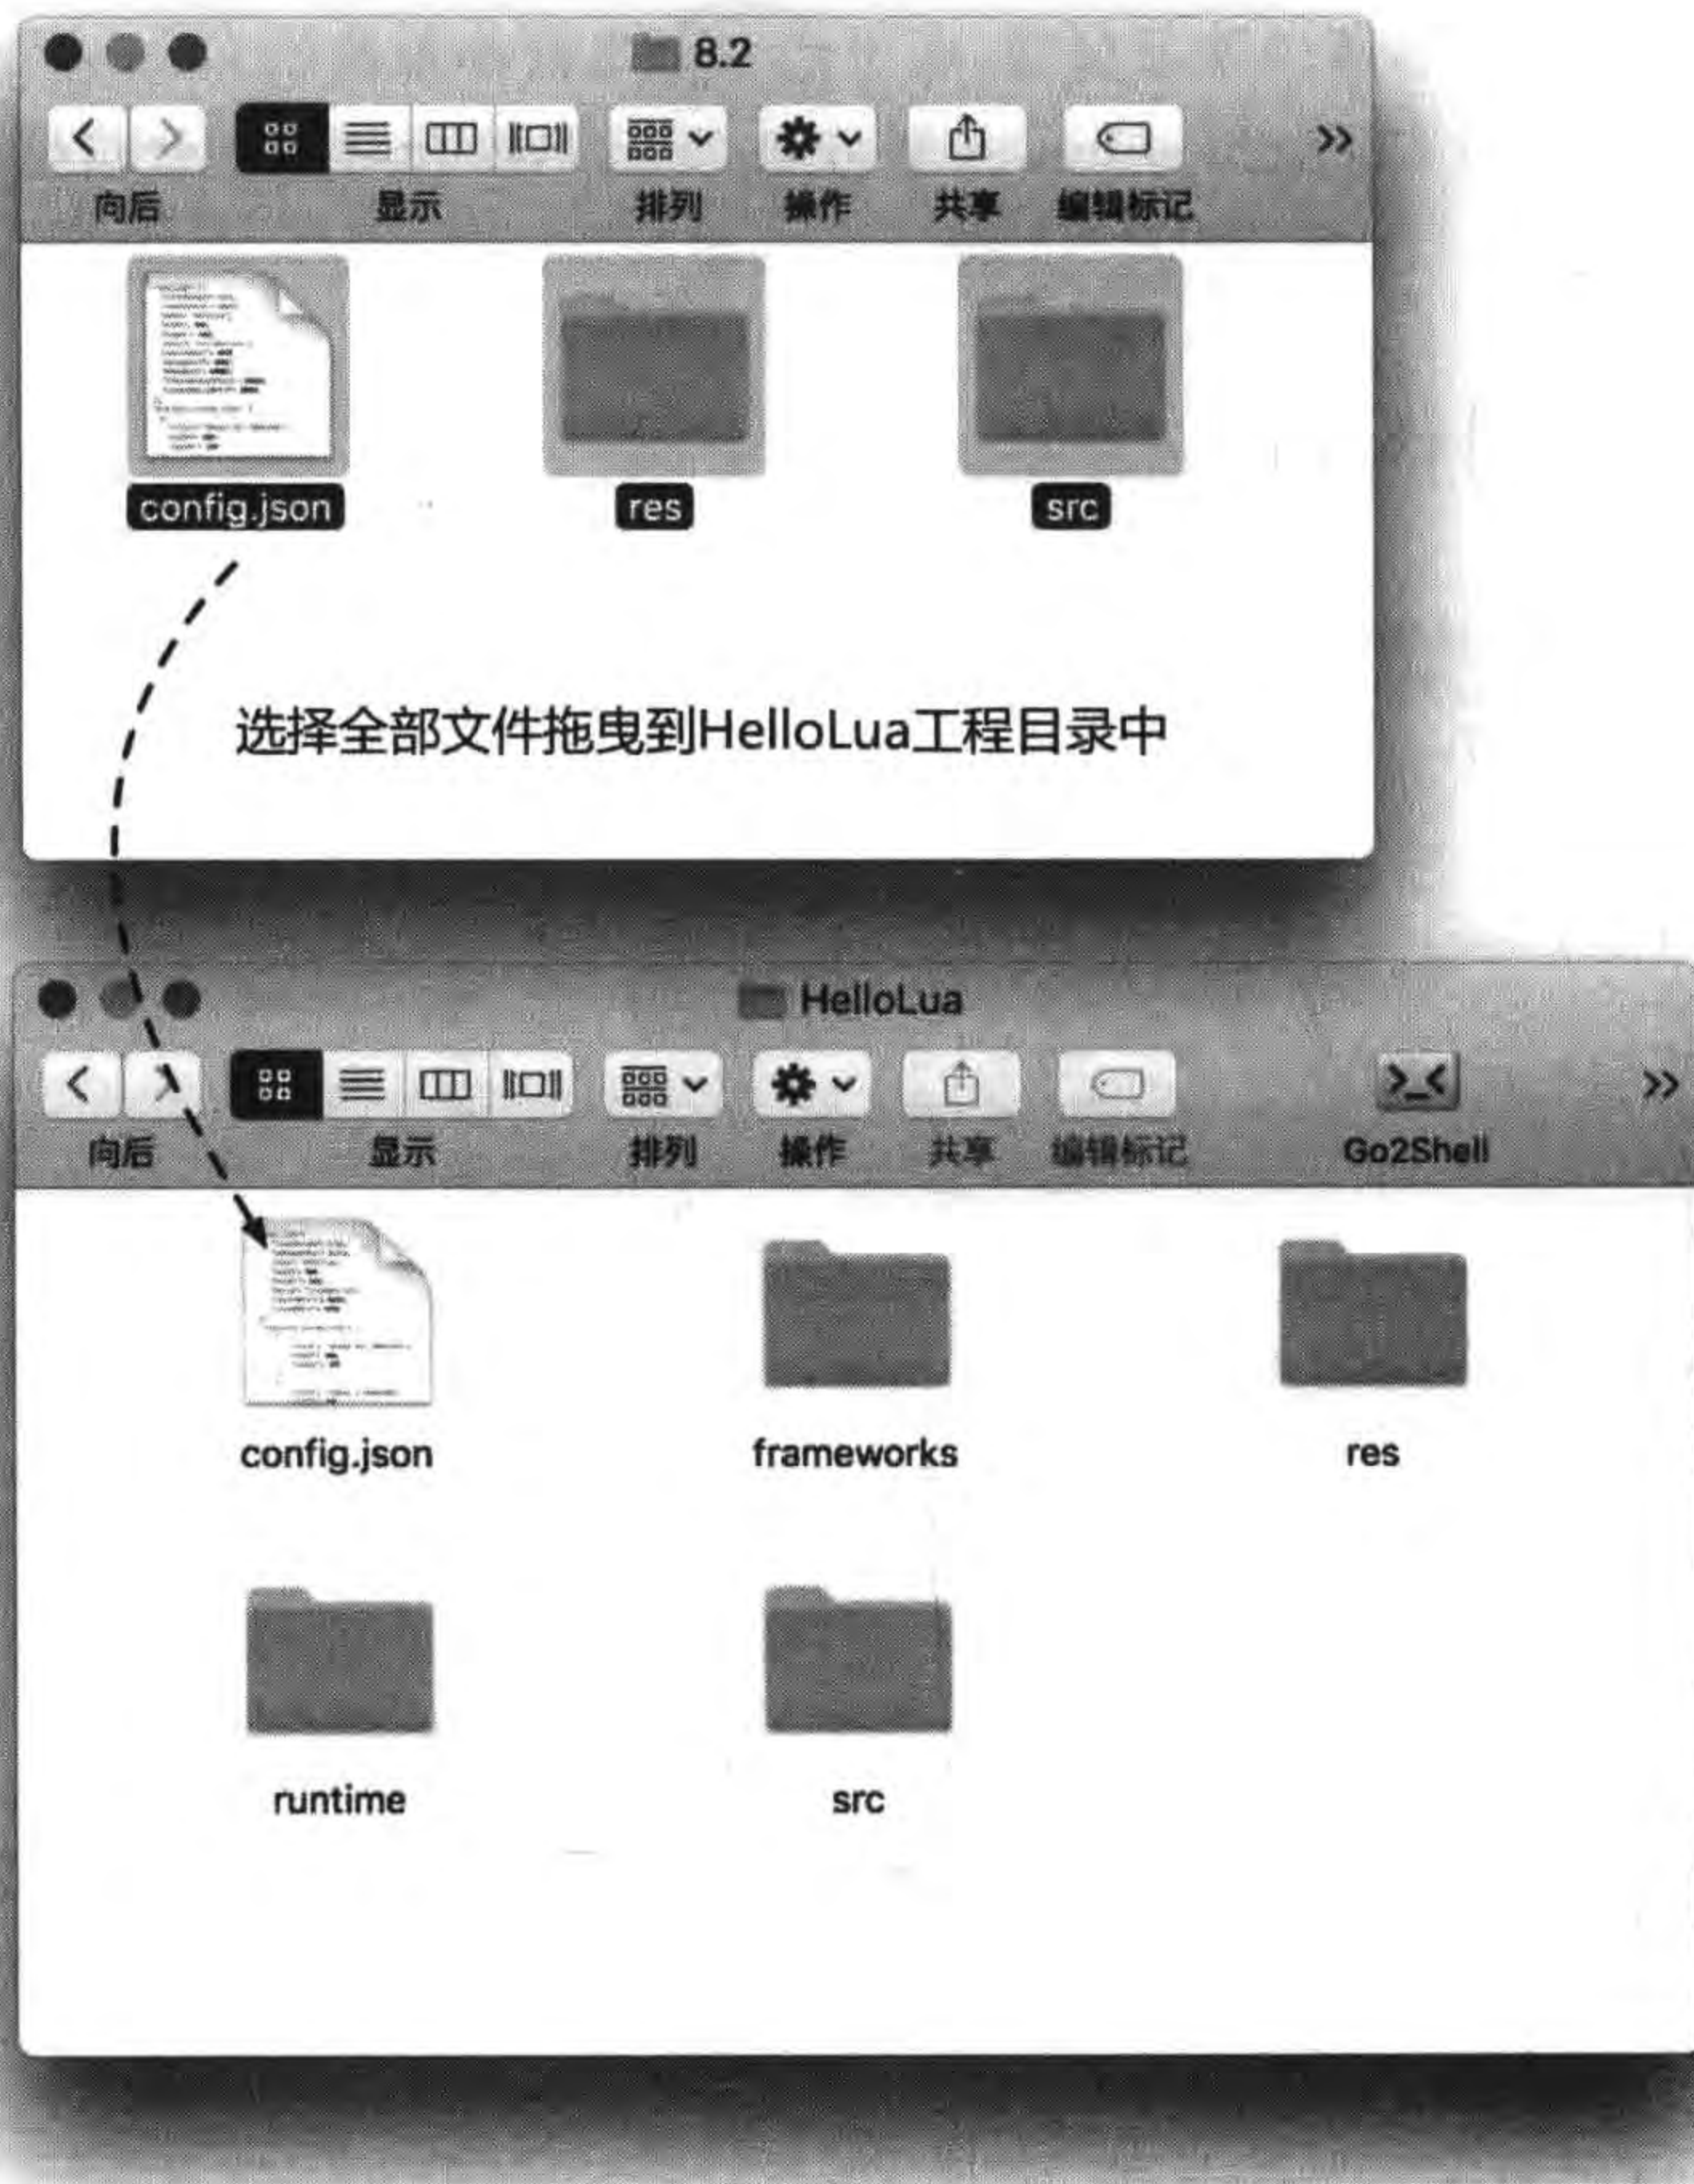 8.2
向后 显示 排列 操作 共享 编辑标记
config.json res src
选择全部文件拖曳到HelloLua工程目录中
HelloLua
向后 显示 排列 操作 共享 编辑标记 Go2Shell
config.json frameworks res
runtime src